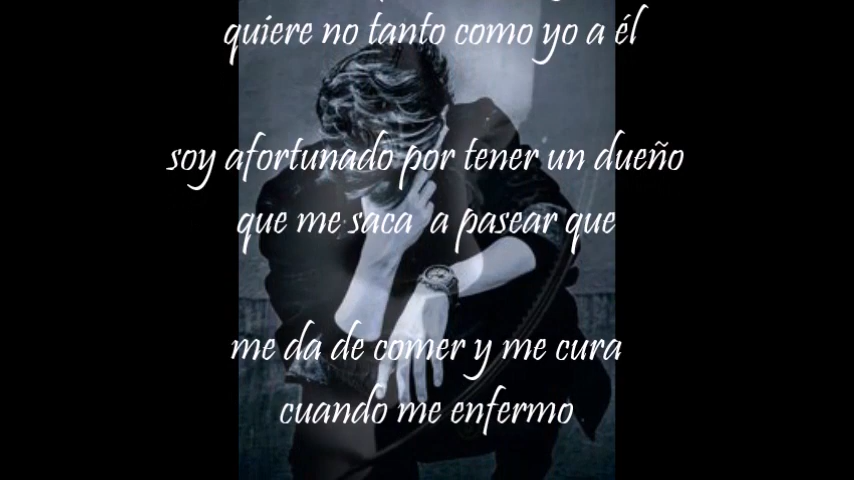 quiere no tanto como yo a él
soy afortunado por tener un dueño
que me saca a pasear que
me da de comer y me cura
cuando me enfermo